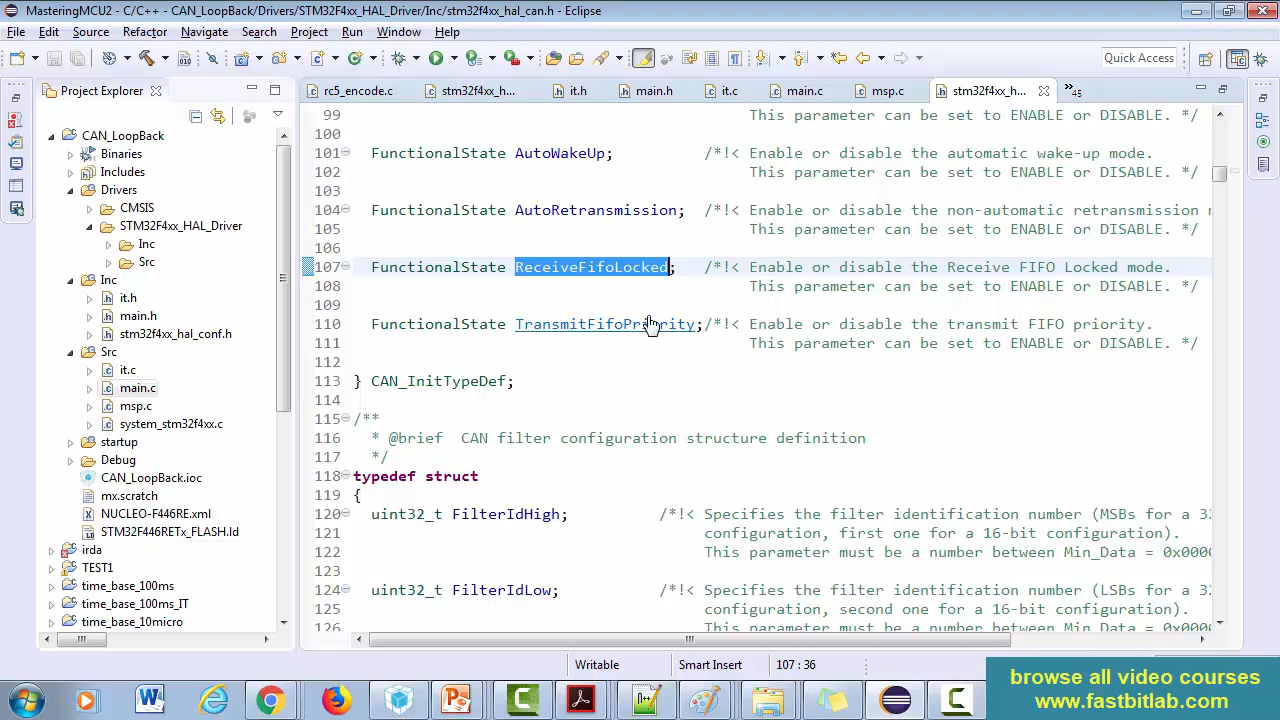 MasteringMCU2 - C/C++ - CAN_LoopBack/Drivers/STM32F4xx_HAL_Driver/Inc/stm32f4xx_hal_can.h - Eclipse
File Edit Source Refactor Navigate Search Project Run Window Help
Quick Access
Project Explorer
rc5_encode.c stm32f4xx_h... it.h main.h it.c main.c msp.c stm32f4xx_h... »45
CAN_LoopBack
Binaries
Includes
Drivers
CMSIS
STM32F4xx_HAL_Driver
Inc
Src
Inc
it.h
main.h
stm32f4xx_hal_conf.h
Src
it.c
main.c
msp.c
system_stm32f4xx.c
startup
Debug
CAN_LoopBack.ioc
mx.scratch
NUCLEO-F446RE.xml
STM32F446RETx_FLASH.ld
irda
TEST1
time_base_100ms
time_base_100ms_IT
time_base_10micro
99 This parameter can be set to ENABLE or DISABLE. */
100
101 FunctionalState AutoWakeUp; /*!< Enable or disable the automatic wake-up mode.
102 This parameter can be set to ENABLE or DISABLE. */
103
104 FunctionalState AutoRetransmission; /*!< Enable or disable the non-automatic retransmission
105 This parameter can be set to ENABLE or DISABLE. */
106
107 FunctionalState ReceiveFifoLocked; /*!< Enable or disable the Receive FIFO Locked mode.
108 This parameter can be set to ENABLE or DISABLE. */
109
110 FunctionalState TransmitFifoPriority;/*!< Enable or disable the transmit FIFO priority.
111 This parameter can be set to ENABLE or DISABLE. */
112
113 } CAN_InitTypeDef;
114
115 /**
116 * @brief CAN filter configuration structure definition
117 */
118 typedef struct
119 {
120 uint32_t FilterIdHigh; /*!< Specifies the filter identification number (MSBs for a 32
121 configuration, first one for a 16-bit configuration).
122 This parameter must be a number between Min_Data = 0x0000
123
124 uint32_t FilterIdLow; /*!< Specifies the filter identification number (LSBs for a 32
125 configuration, second one for a 16-bit configuration).
126 This parameter must be a number between Min_Data = 0x0000
Writable Smart Insert 107 : 36
browse all video courses
www.fastbitlab.com